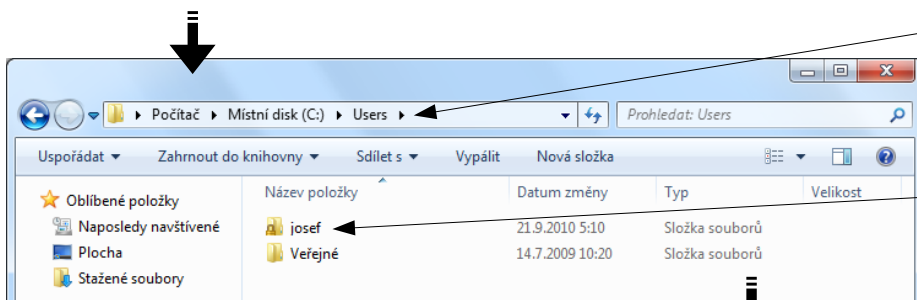 Počítač Místní disk (C:) Users Prohledat: Users
Uspořádat Zahrnout do knihovny Sdílet s Vypálit Nová složka
Oblíbené položky
Naposledy navštívené
Plocha
Stažené soubory
Název položky Datum změny Typ Velikost
josef 21.9.2010 5:10 Složka souborů
Veřejné 14.7.2009 10:20 Složka souborů